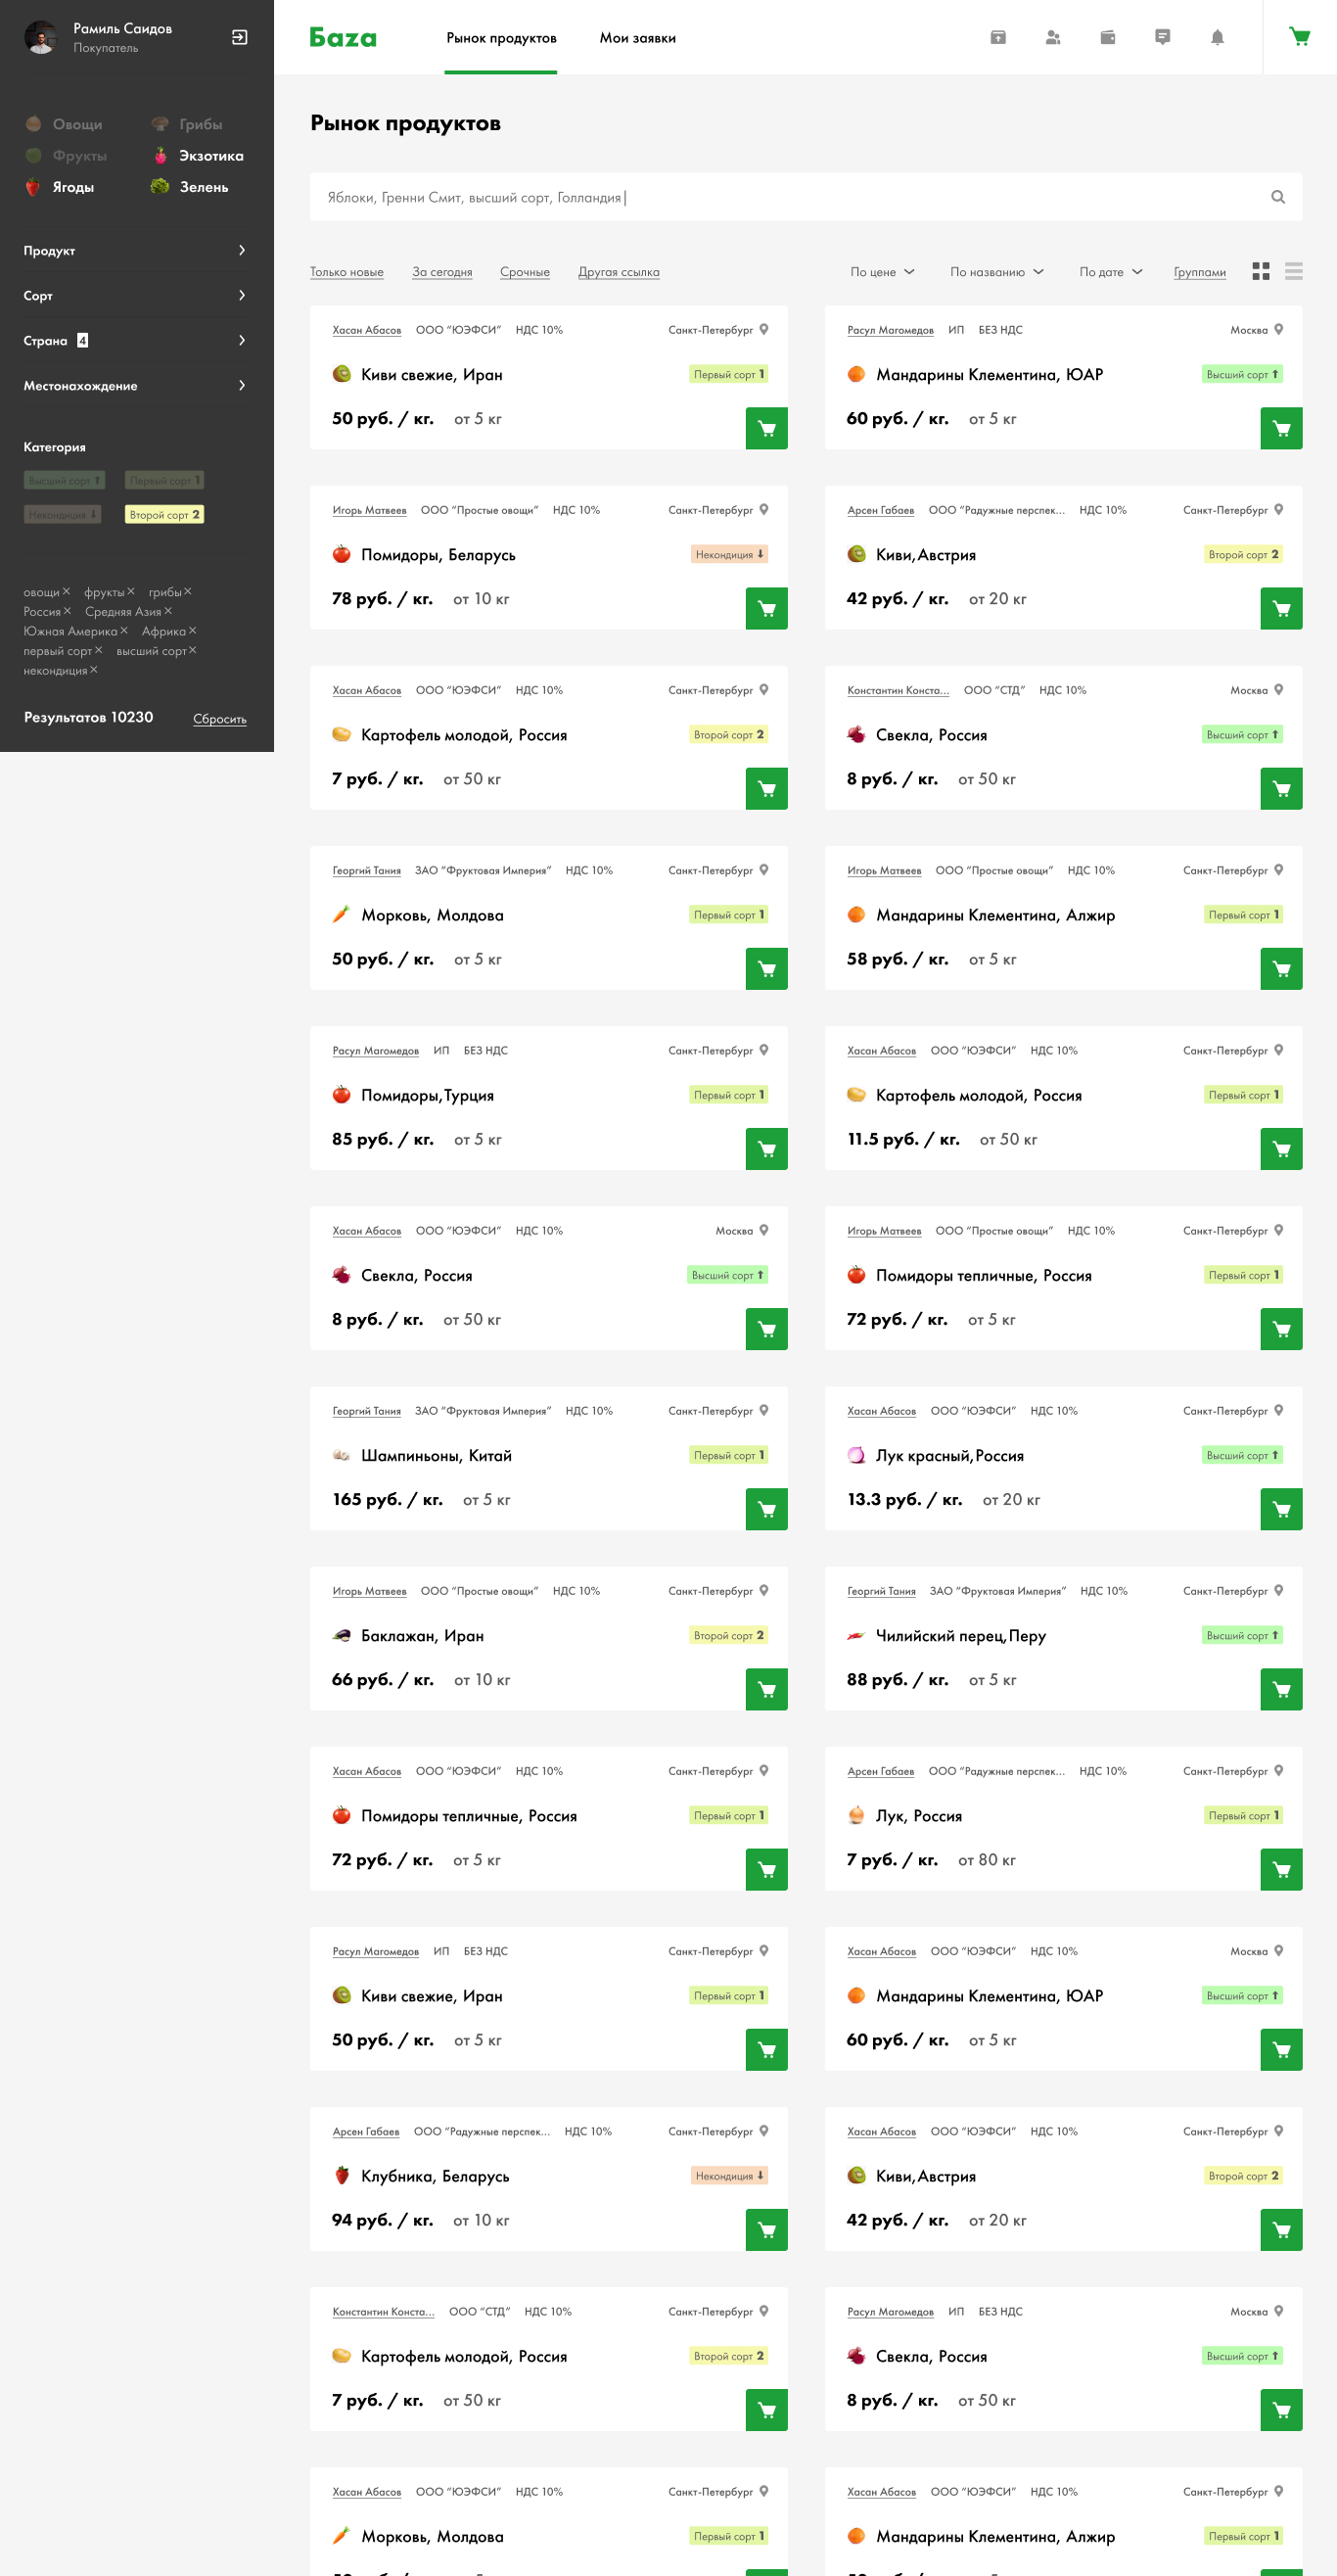 Рамиль Саидов
Покупатель
Овощи Грибы
Фрукты Экзотика
Ягоды Зелень
Продукт
Сорт
Страна 4
Местонахождение
Категория
Высший сорт Первый сорт 1
Некондиция Второй сорт 2
овощи фрукты грибы
Россия Средняя Азия
Южная Америка Африка
первый сорт высший сорт
некондиция
Результатов 10230 Сбросить
База Рынок продуктов Мои заявки
Рынок продуктов
Яблоки, Гренни Смит, высший сорт, Голландия
Только новые За сегодня Срочные Другая ссылка По цене По названию По дате Группами
Хасан Абасов ООО “ЮЭФСИ” НДС 10% Санкт-Петербург
Киви свежие, Иран Первый сорт 1
50 руб. / кг. от 5 кг
Расул Магомедов ИП БЕЗ НДС Москва
Мандарины Клементина, ЮАР Высший сорт
60 руб. / кг. от 5 кг
Игорь Матвеев ООО “Простые овощи” НДС 10% Санкт-Петербург
Помидоры, Беларусь Некондиция
78 руб. / кг. от 10 кг
Арсен Габаев ООО “Радужные перспек... НДС 10% Санкт-Петербург
Киви,Австрия Второй сорт 2
42 руб. / кг. от 20 кг
Хасан Абасов ООО “ЮЭФСИ” НДС 10% Санкт-Петербург
Картофель молодой, Россия Второй сорт 2
7 руб. / кг. от 50 кг
Константин Конста... ООО “СТД” НДС 10% Москва
Свекла, Россия Высший сорт
8 руб. / кг. от 50 кг
Георгий Тания ЗАО “Фруктовая Империя” НДС 10% Санкт-Петербург
Морковь, Молдова Первый сорт 1
50 руб. / кг. от 5 кг
Игорь Матвеев ООО “Простые овощи” НДС 10% Санкт-Петербург
Мандарины Клементина, Алжир Первый сорт 1
58 руб. / кг. от 5 кг
Расул Магомедов ИП БЕЗ НДС Санкт-Петербург
Помидоры,Турция Первый сорт 1
85 руб. / кг. от 5 кг
Хасан Абасов ООО “ЮЭФСИ” НДС 10% Санкт-Петербург
Картофель молодой, Россия Первый сорт 1
11.5 руб. / кг. от 50 кг
Хасан Абасов ООО “ЮЭФСИ” НДС 10% Москва
Свекла, Россия Высший сорт
8 руб. / кг. от 50 кг
Игорь Матвеев ООО “Простые овощи” НДС 10% Санкт-Петербург
Помидоры тепличные, Россия Первый сорт 1
72 руб. / кг. от 5 кг
Георгий Тания ЗАО “Фруктовая Империя” НДС 10% Санкт-Петербург
Шампиньоны, Китай Первый сорт 1
165 руб. / кг. от 5 кг
Хасан Абасов ООО “ЮЭФСИ” НДС 10% Санкт-Петербург
Лук красный,Россия Высший сорт
13.3 руб. / кг. от 20 кг
Игорь Матвеев ООО “Простые овощи” НДС 10% Санкт-Петербург
Баклажан, Иран Второй сорт 2
66 руб. / кг. от 10 кг
Георгий Тания ЗАО “Фруктовая Империя” НДС 10% Санкт-Петербург
Чилийский перец,Перу Высший сорт
88 руб. / кг. от 5 кг
Хасан Абасов ООО “ЮЭФСИ” НДС 10% Санкт-Петербург
Помидоры тепличные, Россия Первый сорт 1
72 руб. / кг. от 5 кг
Арсен Габаев ООО “Радужные перспек... НДС 10% Санкт-Петербург
Лук, Россия Первый сорт 1
7 руб. / кг. от 80 кг
Расул Магомедов ИП БЕЗ НДС Санкт-Петербург
Киви свежие, Иран Первый сорт 1
50 руб. / кг. от 5 кг
Хасан Абасов ООО “ЮЭФСИ” НДС 10% Москва
Мандарины Клементина, ЮАР Высший сорт
60 руб. / кг. от 5 кг
Арсен Габаев ООО “Радужные перспек... НДС 10% Санкт-Петербург
Клубника, Беларусь Некондиция
94 руб. / кг. от 10 кг
Хасан Абасов ООО “ЮЭФСИ” НДС 10% Санкт-Петербург
Киви,Австрия Второй сорт 2
42 руб. / кг. от 20 кг
Константин Конста... ООО “СТД” НДС 10% Санкт-Петербург
Картофель молодой, Россия Второй сорт 2
7 руб. / кг. от 50 кг
Расул Магомедов ИП БЕЗ НДС Москва
Свекла, Россия Высший сорт
8 руб. / кг. от 50 кг
Хасан Абасов ООО “ЮЭФСИ” НДС 10% Санкт-Петербург
Морковь, Молдова Первый сорт 1
Хасан Абасов ООО “ЮЭФСИ” НДС 10% Санкт-Петербург
Мандарины Клементина, Алжир Первый сорт 1